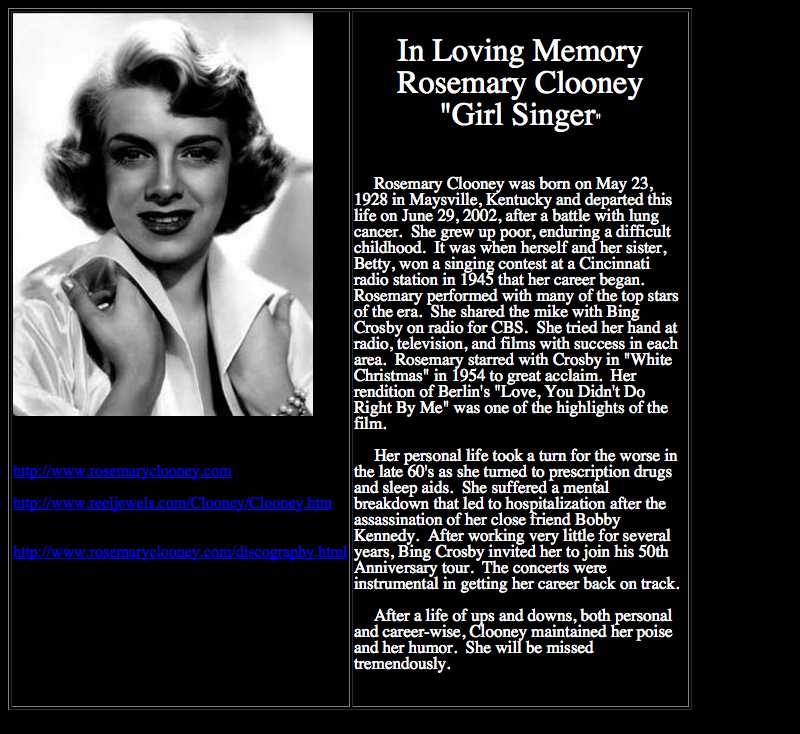 In Loving Memory
Rosemary Clooney
"Girl Singer"
Rosemary Clooney was born on May 23,
1928 in Maysville, Kentucky and departed this
life on June 29, 2002, after a battle with lung
cancer. She grew up poor, enduring a difficult
childhood. It was when herself and her sister,
Betty, won a singing contest at a Cincinnati
radio station in 1945 that her career began.
Rosemary performed with many of the top stars
of the era. She shared the mike with Bing
Crosby on radio for CBS. She tried her hand at
radio, television, and films with success in each
area. Rosemary starred with Crosby in "White
Christmas" in 1954 to great acclaim. Her
rendition of Berlin's "Love, You Didn't Do
Right By Me" was one of the highlights of the
film.
Her personal life took a turn for the worse in
the late 60's as she turned to prescription drugs
and sleep aids. She suffered a mental
breakdown that led to hospitalization after the
assassination of her close friend Bobby
Kennedy. After working very little for several
years, Bing Crosby invited her to join his 50th
Anniversary tour. The concerts were
instrumental in getting her career back on track.
After a life of ups and downs, both personal
and career-wise, Clooney maintained her poise
and her humor. She will be missed
tremendously.
http://www.rosemaryclooney.com
http://www.reeljewels.com/Clooney/Clooney.htm
http://www.rosemaryclooney.com/discography.html